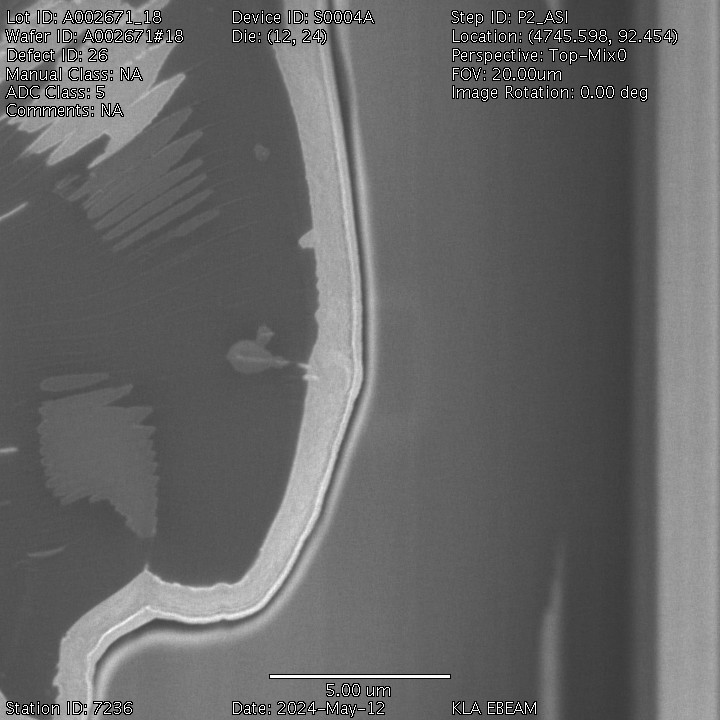 Lot ID: A002671_18 Device ID: S0004A Step ID: P2_ASI
Wafer ID: A002671#18 Die: (12, 24) Location: (4745.598, 92.454)
Defect ID: 26 Perspective: Top-Mix0
Manual Class: NA FOV: 20.00um
ADC Class: 5 Image Rotation: 0.00 deg
Comments: NA
5.00 um
Station ID: 7236 Date: 2024-May-12 KLA EBEAM